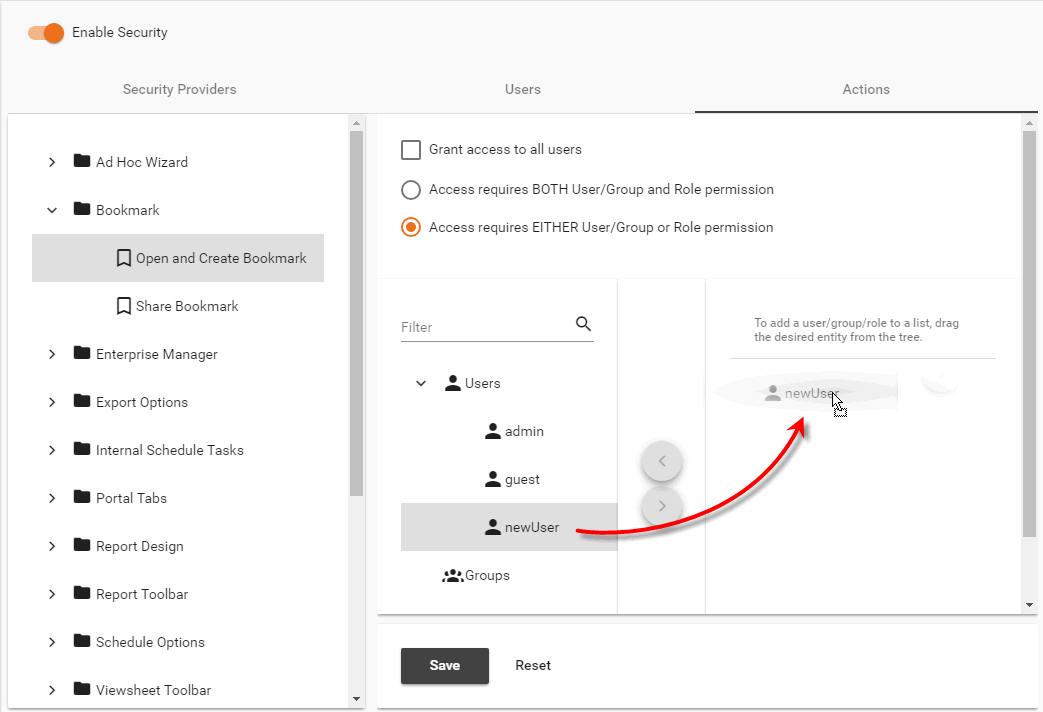 Enable Security
Security Providers
Users
Actions
Ad Hoc Wizard
Bookmark
Open and Create Bookmark
Share Bookmark
Enterprise Manager
Export Options
Internal Schedule Tasks
Portal Tabs
Report Design
Report Toolbar
Schedule Options
Viewsheet Toolbar
Grant access to all users
Access requires BOTH User/Group and Role permission
Access requires EITHER User/Group or Role permission
Filter
Users
admin
guest
newUser
Groups
To add a user/group/role to a list, drag
the desired entity from the tree.
newUser
Save
Reset